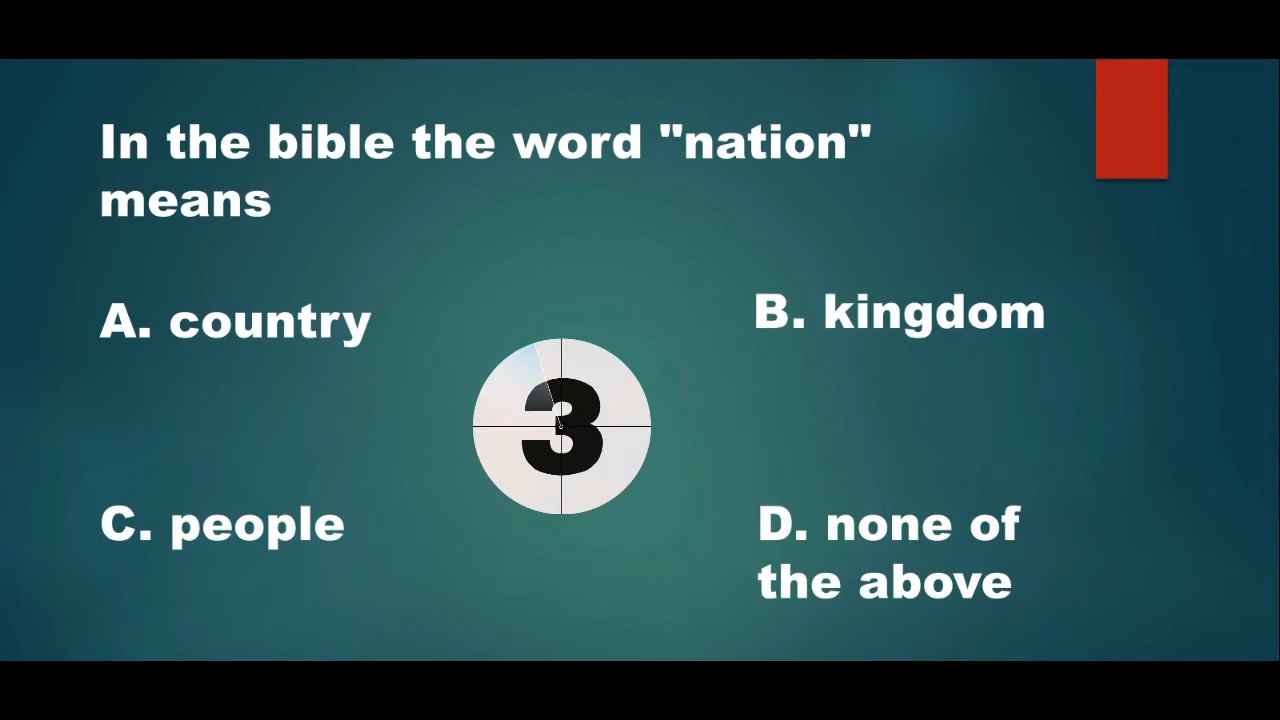 In the bible the word "nation"
means
A. country
B. kingdom
3
C. people
D. none of
the above